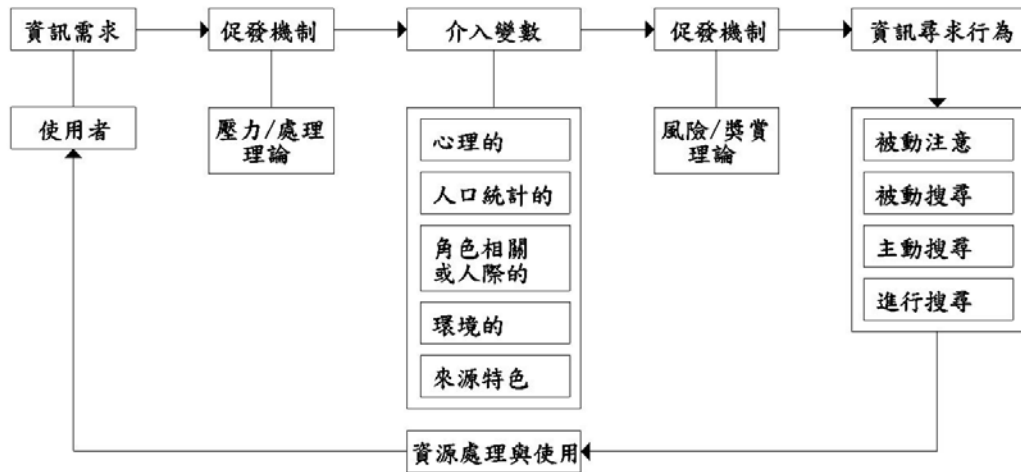 資訊需求
促發機制
介入變數
促發機制
資訊尋求行為
使用者
壓力/處理
理論
心理的
人口統計的
角色相關
或人際的
環境的
來源特色
風險/獎賞
理論
被動注意
被動搜尋
主動搜尋
進行搜尋
資源處理與使用